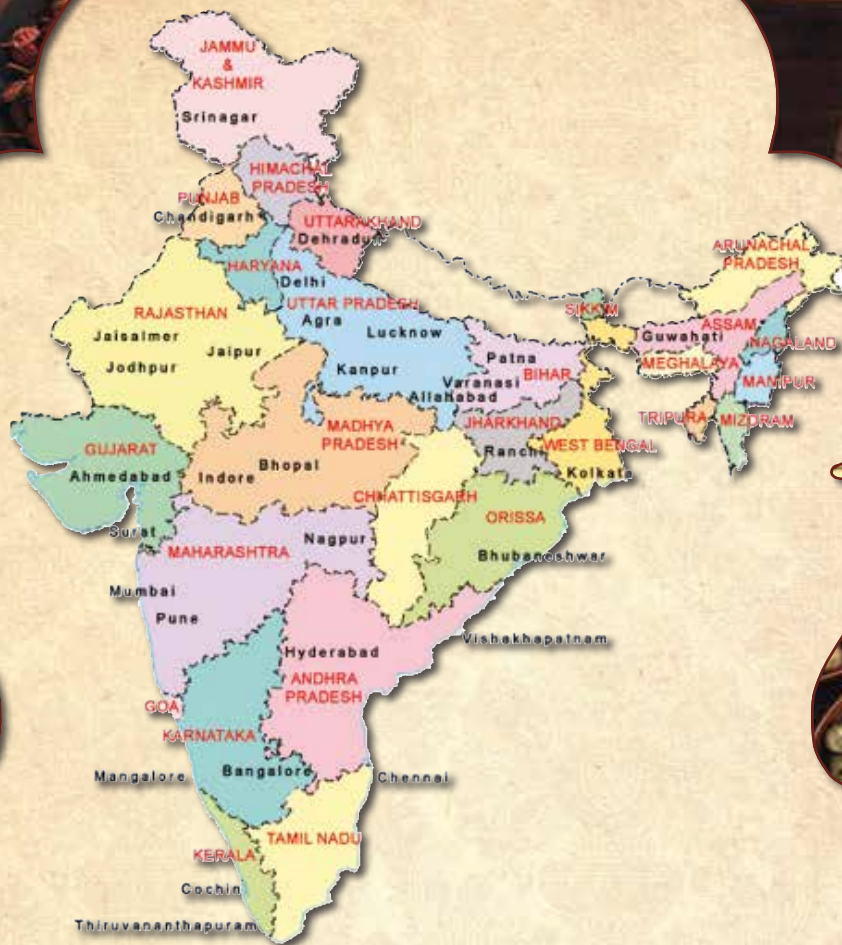 JAMMU
&
KASHMIR
Srinagar
HIMACHAL
PRADESH
PUNJAB
Chandigarh
UTTARAKHAND
Dehradu
HARYANA
Delhi
ARUNACHAL
PRADESH
RAJASTHAN
UTTAR PRADESH
SIKKIM
Agra
Lucknow
ASSAM
Jaisalmer
Guwahati
NAGALAND
Jaipur
Patna
Jodhpur
Kanpur
MEGHALAYA
BIHAR
Varanasi
MANIPUR
Allahabad
TRIPURA
MIZORAM
MADHYA
PRADESH
JHARKHAND
GUJARAT
WEST BENGAL
Ranchi
Ahmedabad
Indore
Bhopal
Kolkata
CHHATTISGARH
ORISSA
Surat
Nagpur
MAHARASHTRA
Bhubaneshwar
Mumbai
Pune
Vishakhapatnam
Hyderabad
ANDHRA
PRADESH
GOA
KARNATAKA
Mangalore
Bangalore
Chennai
TAMIL NADU
KERALA
Cochin
Thiruvananthapuram